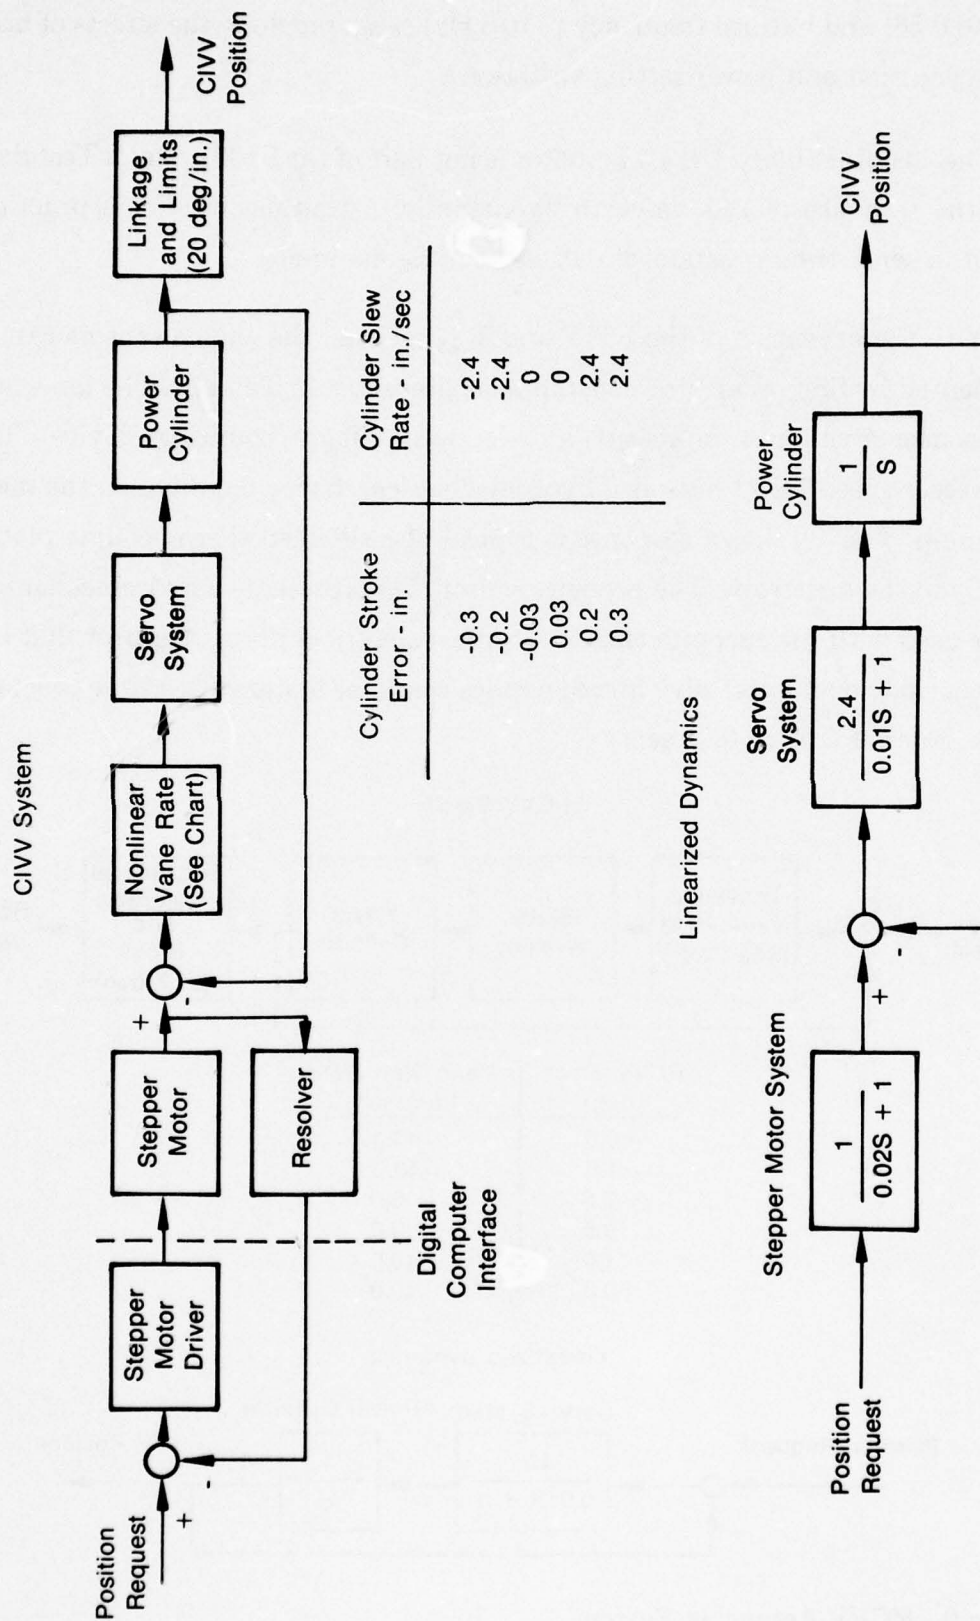 CIVV System
Position
Request
+
-
Stepper
Motor
Driver
Digital
Computer
Interface
Stepper
Motor
Resolver
+
-
Nonlinear
Vane Rate
(See Chart)
Servo
System
Power
Cylinder
Linkage
and Limits
(20 deg/in.)
CIVV
Position
Cylinder Stroke
Error - in.
Cylinder Slew
Rate - in./sec
-0.3 -2.4
-0.2 -2.4
-0.03 0
0.03 0
0.2 2.4
0.3 2.4
Linearized Dynamics
Position
Request
Stepper Motor System
1
0.02S + 1
+
-
Servo
System
2.4
0.01S + 1
Power
Cylinder
1
S
CIVV
Position